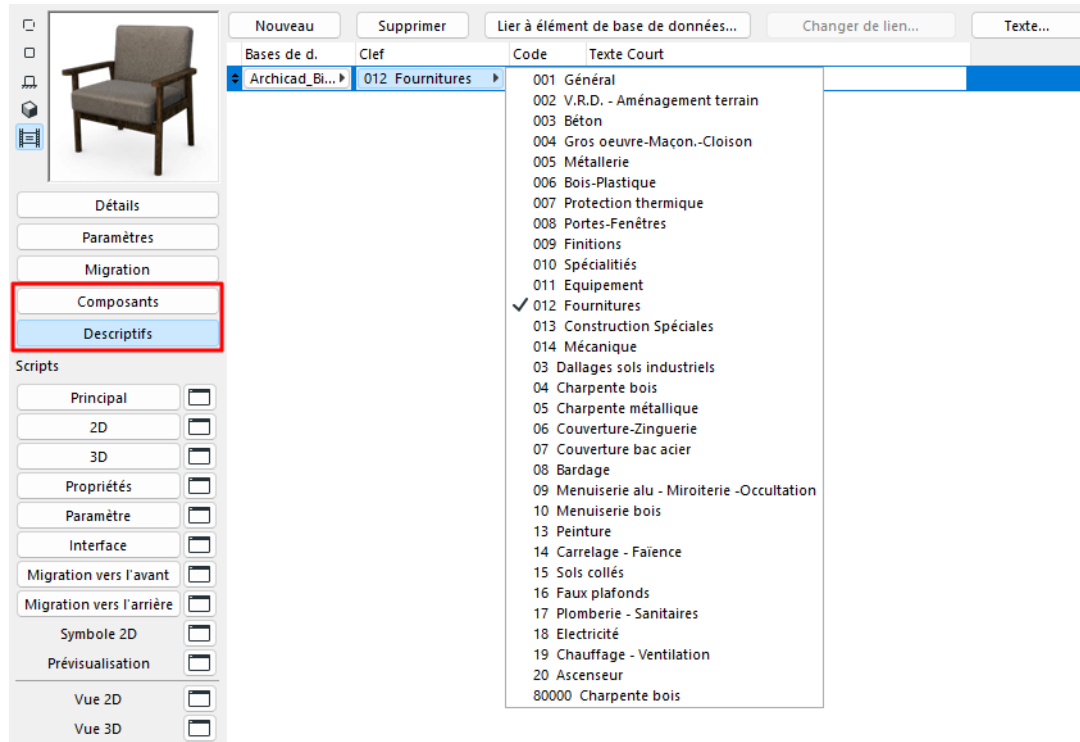 Nouveau Supprimer Lier à élément de base de données... Changer de lien... Texte...
Bases de d. Clef Code Texte Court
Archicad_Bi... 012 Fournitures
001 Général
002 V.R.D. - Aménagement terrain
003 Béton
004 Gros oeuvre-Maçon.-Cloison
005 Métallerie
006 Bois-Plastique
007 Protection thermique
008 Portes-Fenêtres
009 Finitions
010 Spécialitiés
011 Equipement
012 Fournitures
013 Construction Spéciales
014 Mécanique
03 Dallages sols industriels
04 Charpente bois
05 Charpente métallique
06 Couverture-Zinguerie
07 Couverture bac acier
08 Bardage
09 Menuiserie alu - Miroiterie -Occultation
10 Menuiserie bois
13 Peinture
14 Carrelage - Faïence
15 Sols collés
16 Faux plafonds
17 Plomberie - Sanitaires
18 Electricité
19 Chauffage - Ventilation
20 Ascenseur
80000 Charpente bois
Détails
Paramètres
Migration
Composants
Descriptifs
Scripts
Principal
2D
3D
Propriétés
Paramètre
Interface
Migration vers l'avant
Migration vers l'arrière
Symbole 2D
Prévisualisation
Vue 2D
Vue 3D